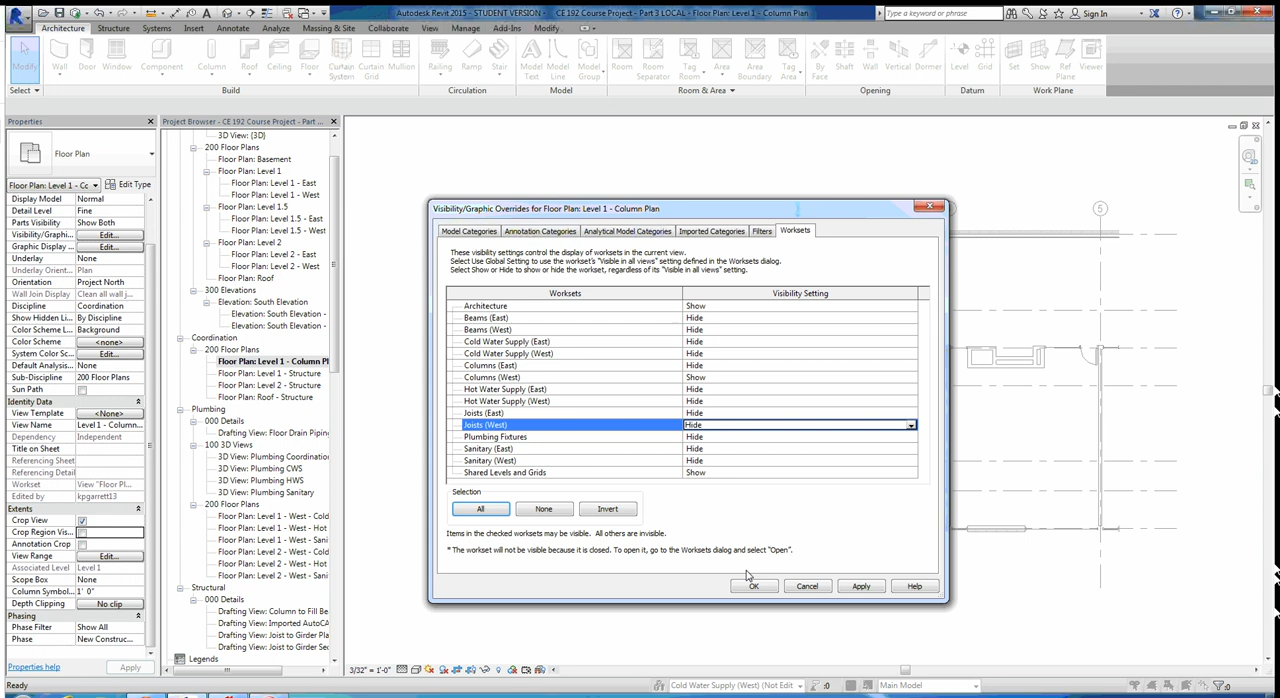 Autodesk Revit 2015 - STUDENT VERSION - CE 192 Course Project - Part 3 LOCAL - Floor Plan: Level 1 - Column Plan
Type a keyword or phrase
Sign In
Architecture Structure Systems Insert Annotate Analyze Massing & Site Collaborate View Manage Add-Ins Modify
Modify Wall Door Window Component Column Roof Ceiling Floor Curtain System Curtain Grid Mullion Railing Ramp Stair Model Text Model Line Model Group Room Room Separator Tag Room Area Area Boundary Tag Area By Face Shaft Wall Vertical Dormer Level Grid Set Show Ref Plane Viewer
Select Build Circulation Model Room & Area Opening Datum Work Plane
Properties
Floor Plan
Floor Plan: Level 1 - Cc Edit Type
Display Model Normal
Detail Level Fine
Parts Visibility Show Both
Visibility/Graphi... Edit...
Graphic Display ... Edit...
Underlay None
Underlay Orien... Plan
Orientation Project North
Wall Join Display Clean all wall j...
Discipline Coordination
Show Hidden Li... By Discipline
Color Scheme L... Background
Color Scheme <none>
System Color Sc... Edit...
Default Analysis... None
Sub-Discipline 200 Floor Plans
Sun Path
Identity Data
View Template <None>
View Name Level 1 - Column...
Dependency Independent
Title on Sheet
Referencing Sheet
Referencing Detail
Workset View "Floor Pl...
Edited by kpgarrett13
Extents
Crop View
Crop Region Vis...
Annotation Crop
View Range Edit...
Associated Level Level 1
Scope Box None
Column Symbol... 1' 0"
Depth Clipping No clip
Phasing
Phase Filter Show All
Phase New Construc...
Properties help Apply
Project Browser - CE 192 Course Project - Part ...
3D View: {3D}
200 Floor Plans
Floor Plan: Basement
Floor Plan: Level 1
Floor Plan: Level 1 - East
Floor Plan: Level 1 - West
Floor Plan: Level 1.5
Floor Plan: Level 1.5 - East
Floor Plan: Level 1.5 - West
Floor Plan: Level 2
Floor Plan: Level 2 - East
Floor Plan: Level 2 - West
Floor Plan: Roof
300 Elevations
Elevation: South Elevation
Elevation: South Elevation -
Elevation: South Elevation -
Coordination
200 Floor Plans
Floor Plan: Level 1 - Column Pl
Floor Plan: Level 1 - Structure
Floor Plan: Level 2 - Structure
Floor Plan: Roof - Structure
Plumbing
000 Details
Drafting View: Floor Drain Piping
100 3D Views
3D View: Plumbing Coordination
3D View: Plumbing CWS
3D View: Plumbing HWS
3D View: Plumbing Sanitary
200 Floor Plans
Floor Plan: Level 1 - West - Cold
Floor Plan: Level 1 - West - Hot
Floor Plan: Level 1 - West - Sani
Floor Plan: Level 2 - West - Cold
Floor Plan: Level 2 - West - Hot
Floor Plan: Level 2 - West - Sani
Structural
000 Details
Drafting View: Column to Fill Be
Drafting View: Imported AutoCA
Drafting View: Joist to Girder Pla
Drafting View: Joist to Girder Sec
Legends
Visibility/Graphic Overrides for Floor Plan: Level 1 - Column Plan
Model Categories Annotation Categories Analytical Model Categories Imported Categories Filters Worksets
These visibility settings control the display of worksets in the current view.
Select Use Global Setting to use the workset's "Visible in all views" setting defined in the Worksets dialog.
Select Show or Hide to show or hide the workset, regardless of its "Visible in all views" setting.
Worksets Visibility Setting
Architecture Show
Beams (East) Hide
Beams (West) Hide
Cold Water Supply (East) Hide
Cold Water Supply (West) Hide
Columns (East) Hide
Columns (West) Show
Hot Water Supply (East) Hide
Hot Water Supply (West) Hide
Joists (East) Hide
Joists (West) Hide
Plumbing Fixtures Hide
Sanitary (East) Hide
Sanitary (West) Hide
Shared Levels and Grids Show
Selection
All None Invert
Items in the checked worksets may be visible. All others are invisible.
* The workset will not be visible because it is closed. To open it, go to the Worksets dialog and select "Open".
OK Cancel Apply Help
5
3/32" = 1'-0"
Ready
Cold Water Supply (West) (Not Edit
:0
Main Model
:0